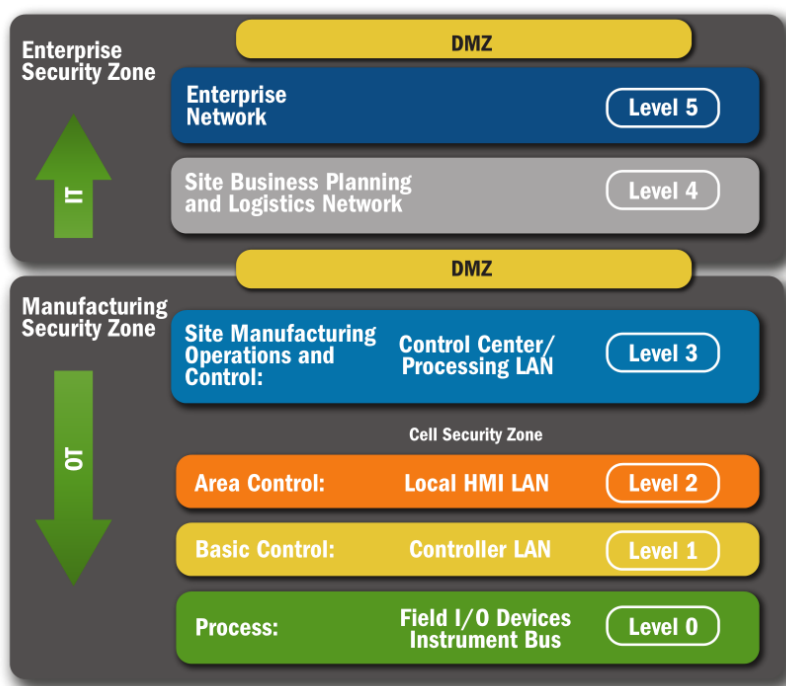 DMZ
Enterprise
Security Zone
Enterprise
Network
Level 5
IT
Site Business Planning
and Logistics Network
Level 4
DMZ
Manufacturing
Security Zone
Site Manufacturing
Operations and
Control:
Control Center/
Processing LAN
Level 3
OT
Cell Security Zone
Area Control:
Local HMI LAN
Level 2
Basic Control:
Controller LAN
Level 1
Process:
Field I/O Devices
Instrument Bus
Level 0